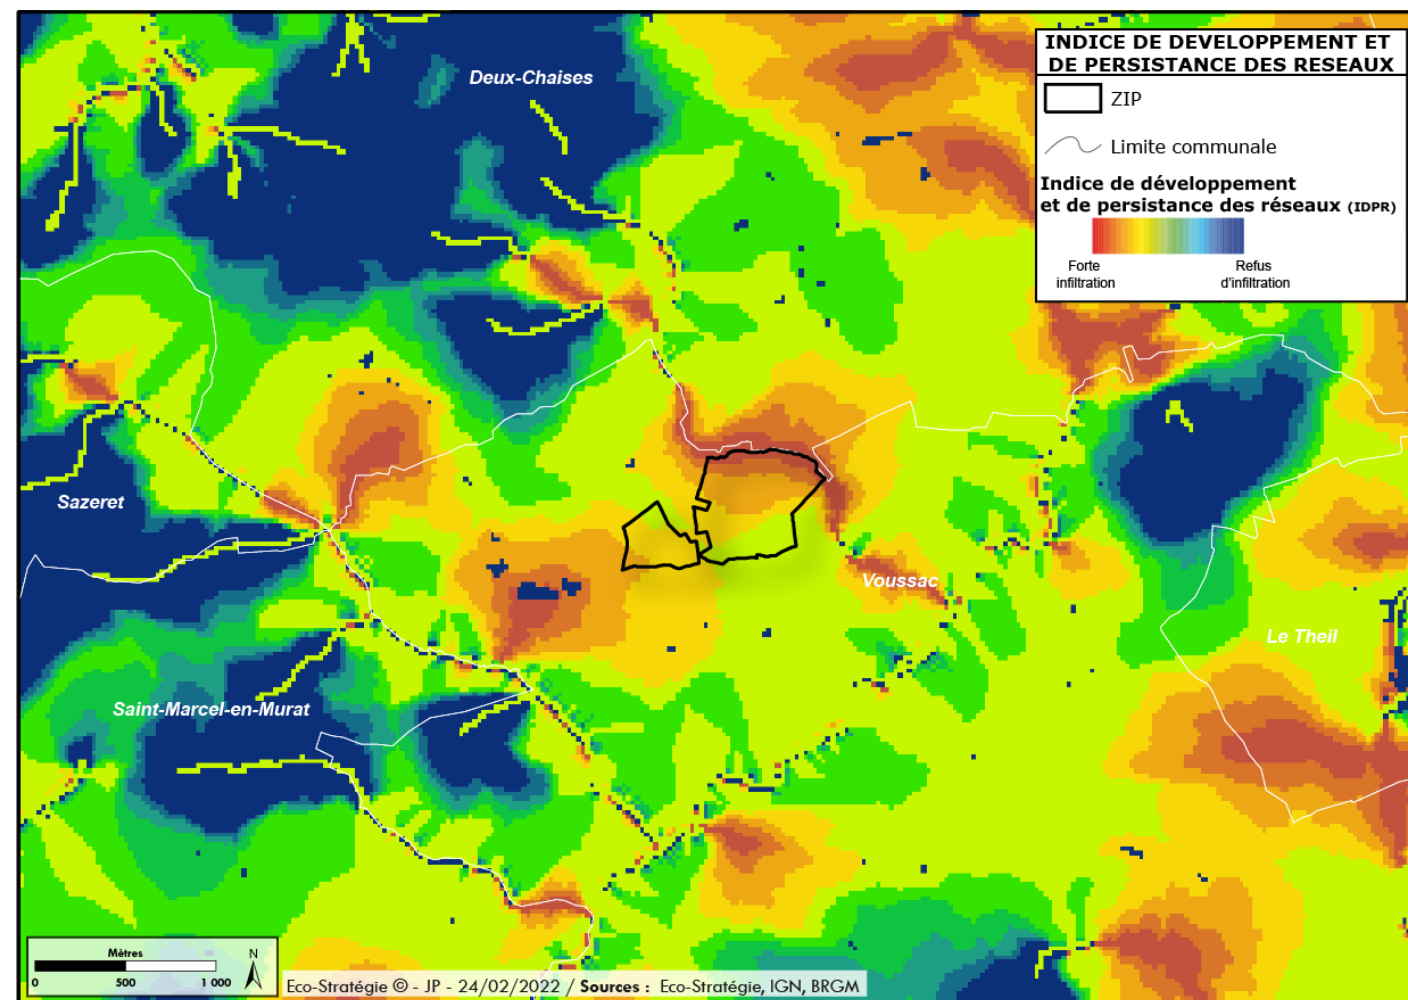 INDICE DE DEVELOPPEMENT ET
DE PERSISTANCE DES RESEAUX
ZIP
Limite communale
Indice de développement
et de persistance des réseaux (IDPR)
Forte
infiltration
Refus
d'infiltration
Deux-Chaises
Sazeret
Voussac
Le Theil
Saint-Marcel-en-Murat
Mètres
N
0 500 1 000
Eco-Stratégie © - JP - 24/02/2022 / Sources : Eco-Stratégie, IGN, BRGM